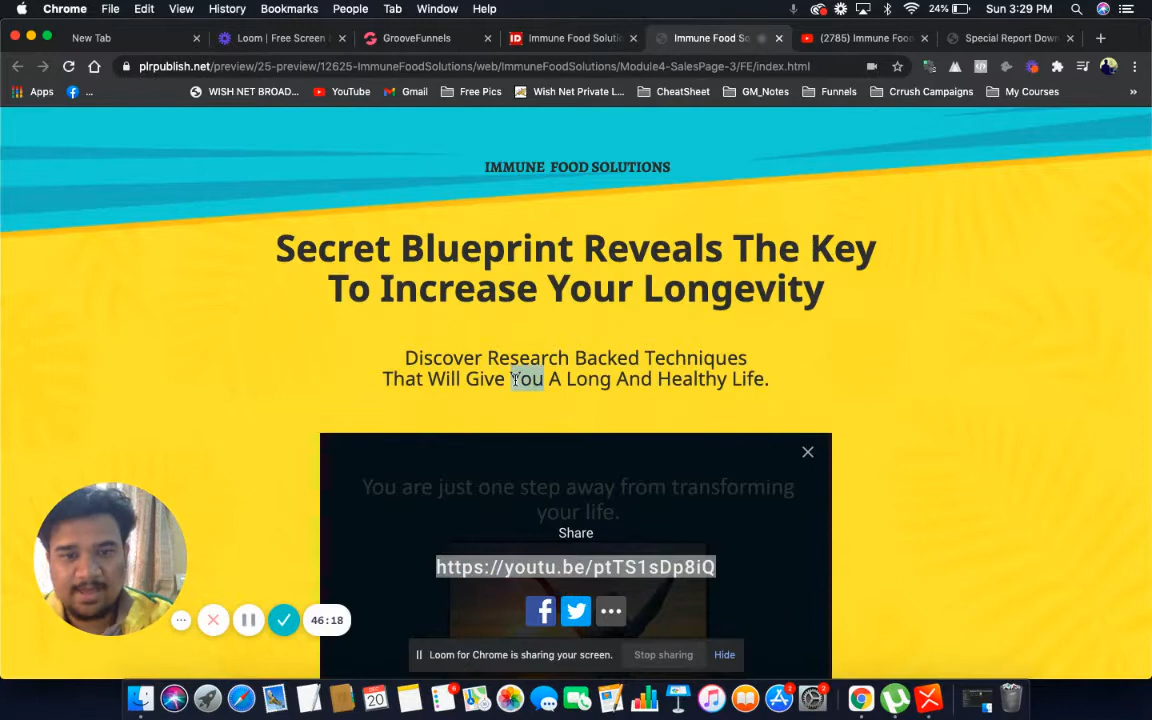 Chrome File Edit View History Bookmarks People Tab Window Help 24% Sun 3:29 PM
New Tab Loom | Free Screen GrooveFunnels Immune Food Solutio Immune Food So (2785) Immune Foo Special Report Dow
plrpublish.net/preview/25-preview/12625-ImmuneFoodSolutions/web/ImmuneFoodSolutions/Module4-SalesPage-3/FE/index.html
Apps ... WISH NET BROAD... YouTube Gmail Free Pics Wish Net Private L... CheatSheet GM_Notes Funnels Crrush Campaigns My Courses »
IMMUNE FOOD SOLUTIONS
Secret Blueprint Reveals The Key
To Increase Your Longevity
Discover Research Backed Techniques
That Will Give You A Long And Healthy Life.
You are just one step away from transforming
your life.
Share
https://youtu.be/ptTS1sDp8iQ
46:18
Loom for Chrome is sharing your screen. Stop sharing Hide